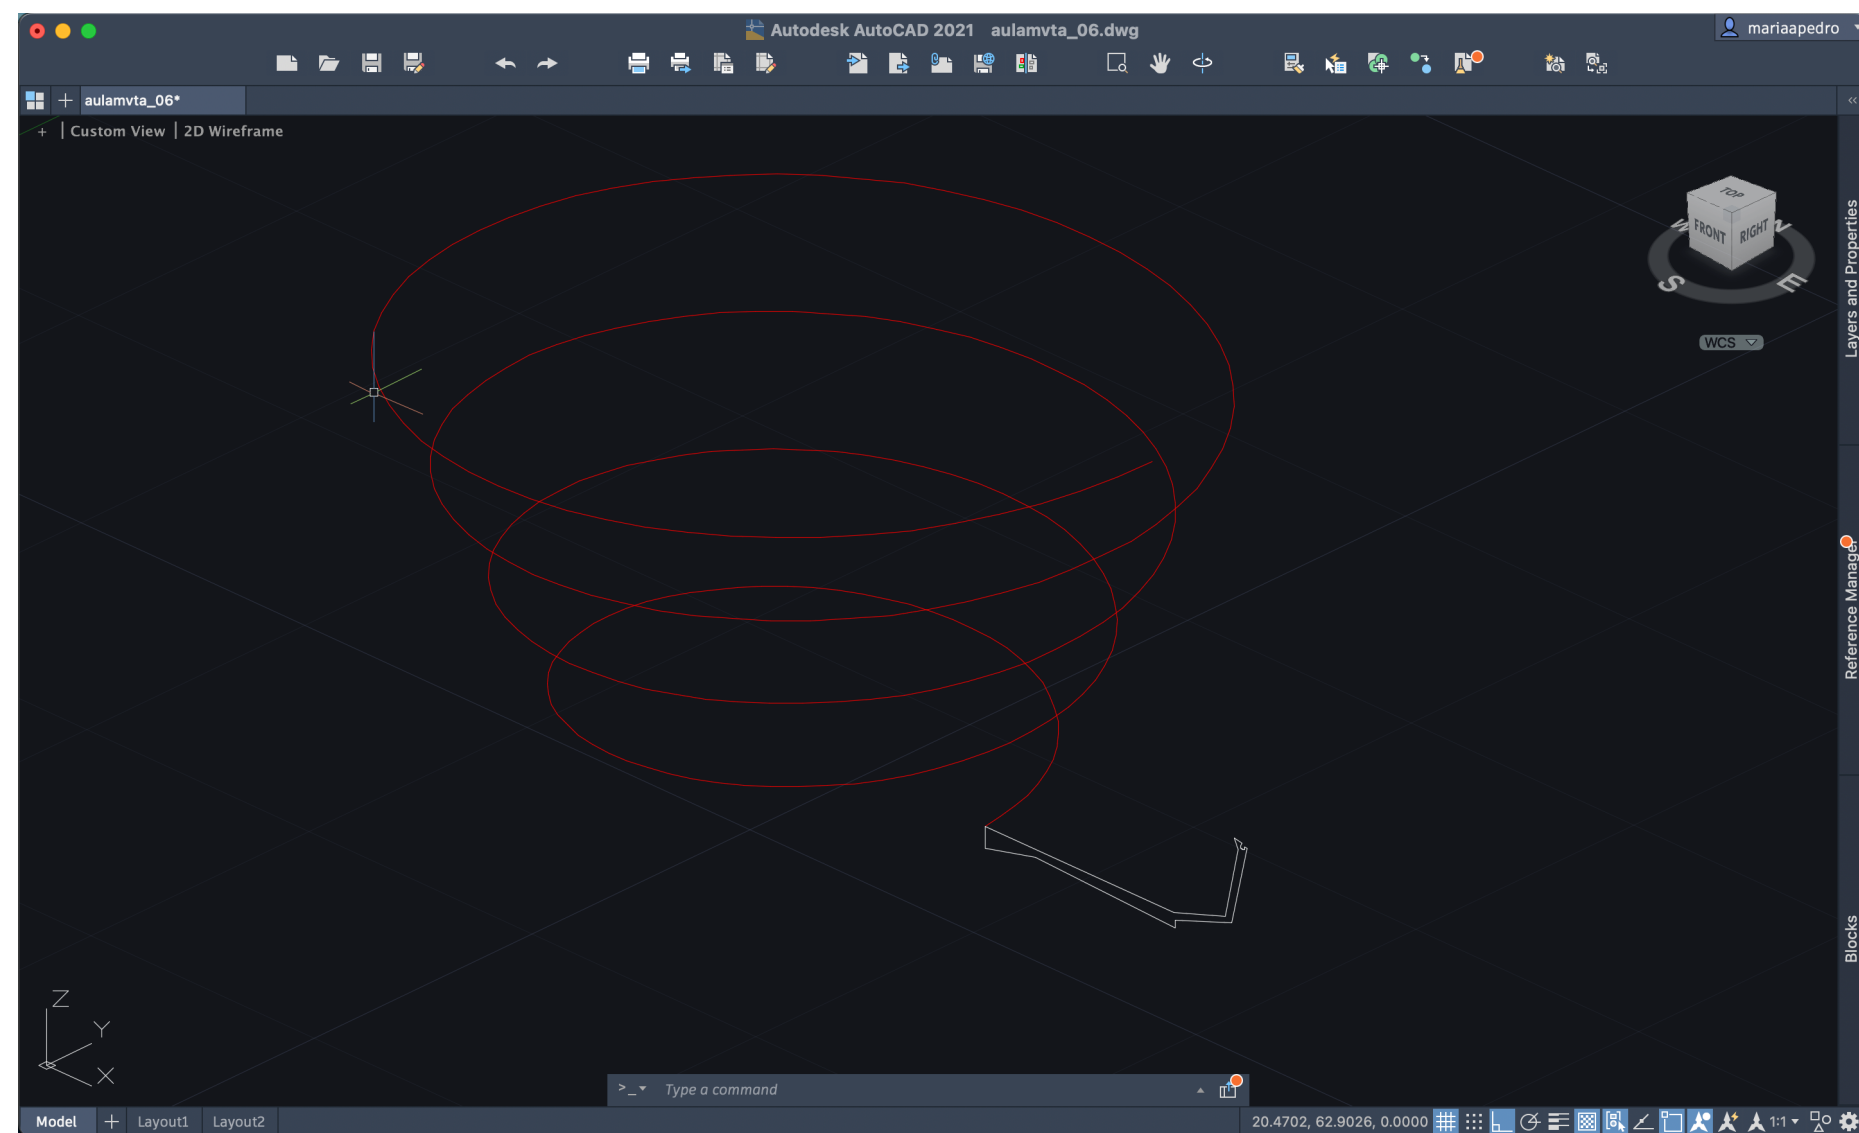 Autodesk AutoCAD 2021 aulamvta_06.dwg
mariaapedro
aulamvta_06*
+ | Custom View | 2D Wireframe
TOP
FRONT
RIGHT
W
N
S
E
WCS
Layers and Properties
Reference Manager
Blocks
Z
Y
X
>_ Type a command
Model + Layout1 Layout2
20.4702, 62.9026, 0.0000
1:1